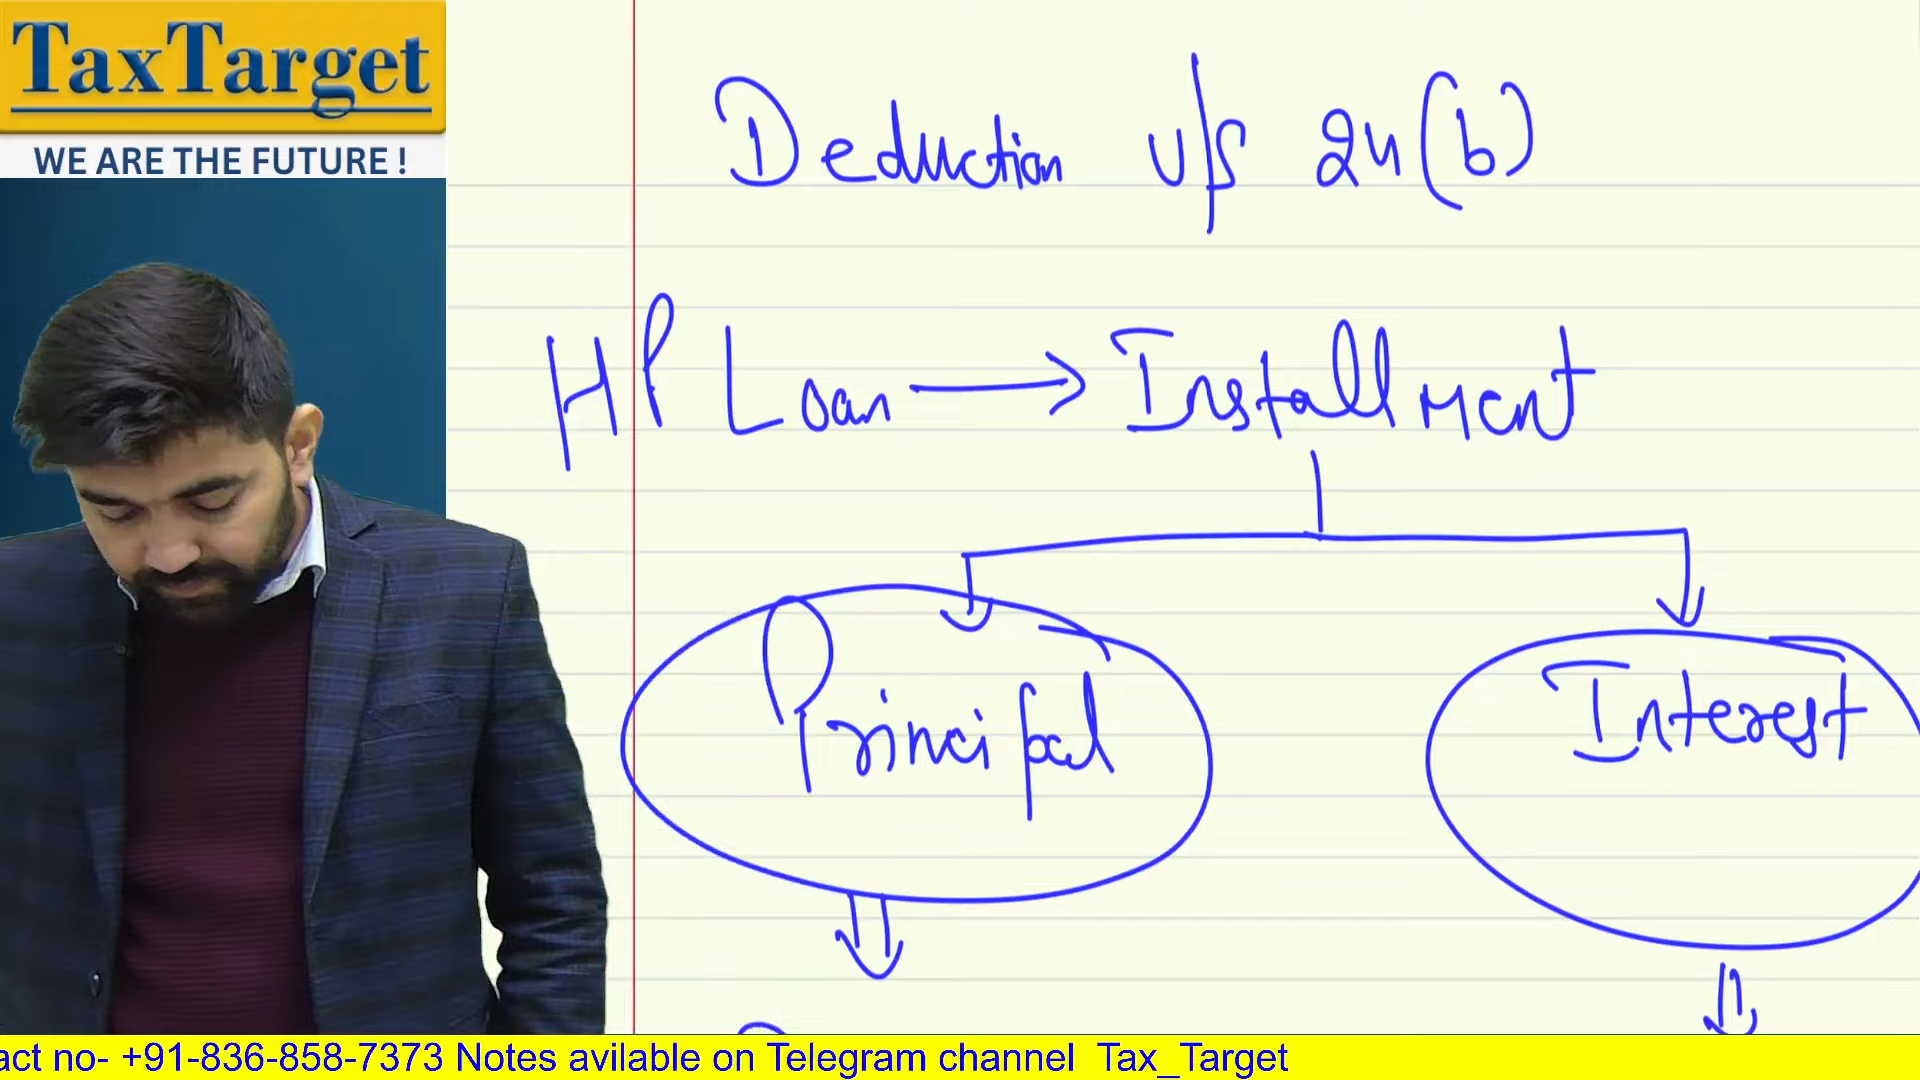 TaxTarget
WE ARE THE FUTURE !
Deduction u/s 24(b)
HP Loan → Installment
Principal
Interest
act no- +91-836-858-7373 Notes avilable on Telegram channel Tax_Target